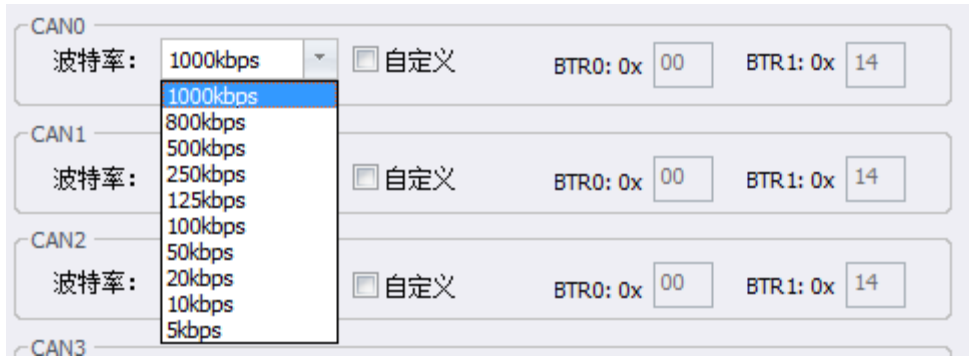 CAN0
波特率： 1000kbps 自定义 BTR0: 0x 00 BTR1: 0x 14
1000kbps
800kbps
CAN1
500kbps
波特率： 250kbps 自定义 BTR0: 0x 00 BTR1: 0x 14
125kbps
100kbps
CAN2
50kbps
波特率： 20kbps 自定义 BTR0: 0x 00 BTR1: 0x 14
10kbps
5kbps
CAN3